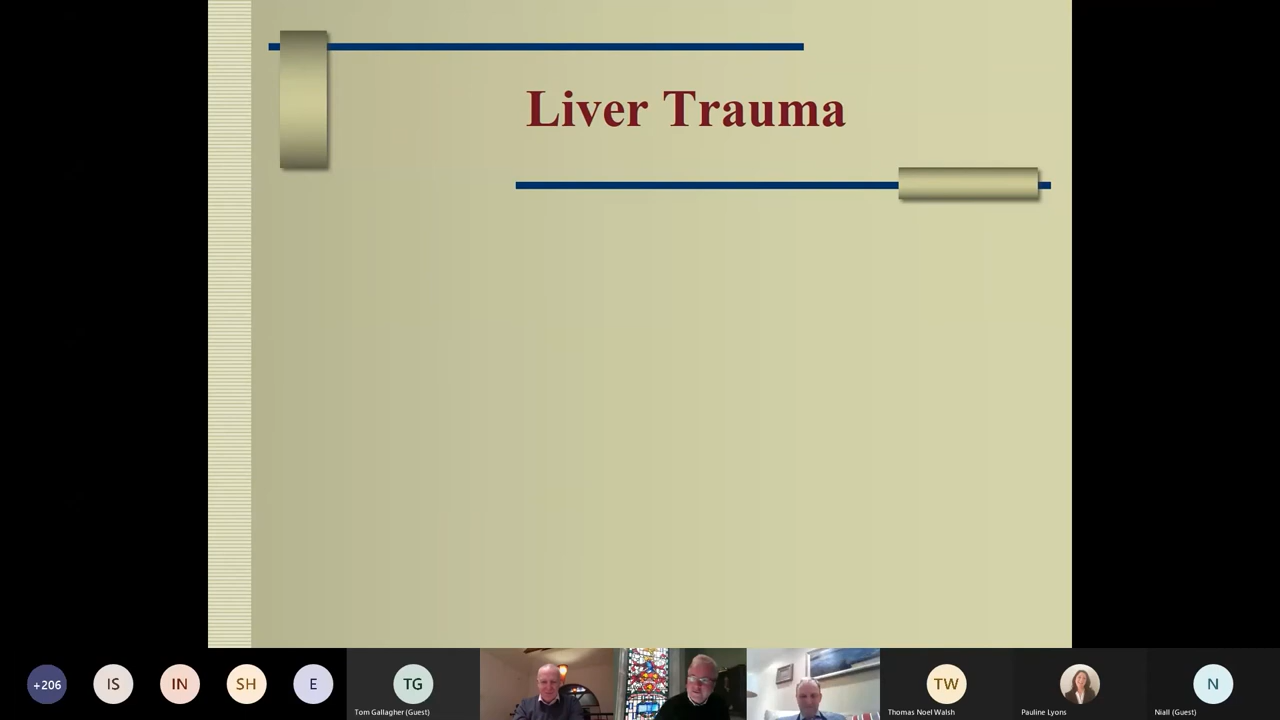 Liver Trauma
+206
IS
IN
SH
E
TG
Tom Gallagher (Guest)
TW
Thomas Noel Walsh
Pauline Lyons
N
Niall (Guest)